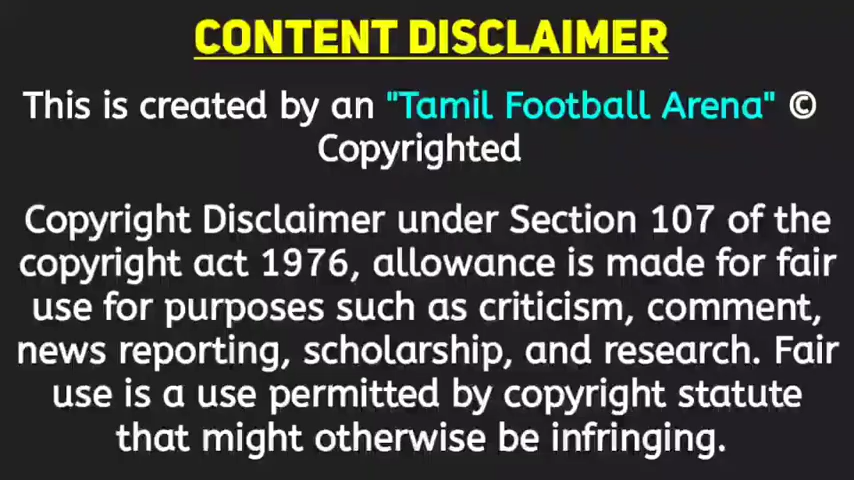 CONTENT DISCLAIMER
This is created by an "Tamil Football Arena" ©
Copyrighted
Copyright Disclaimer under Section 107 of the
copyright act 1976, allowance is made for fair
use for purposes such as criticism, comment,
news reporting, scholarship, and research. Fair
use is a use permitted by copyright statute
that might otherwise be infringing.